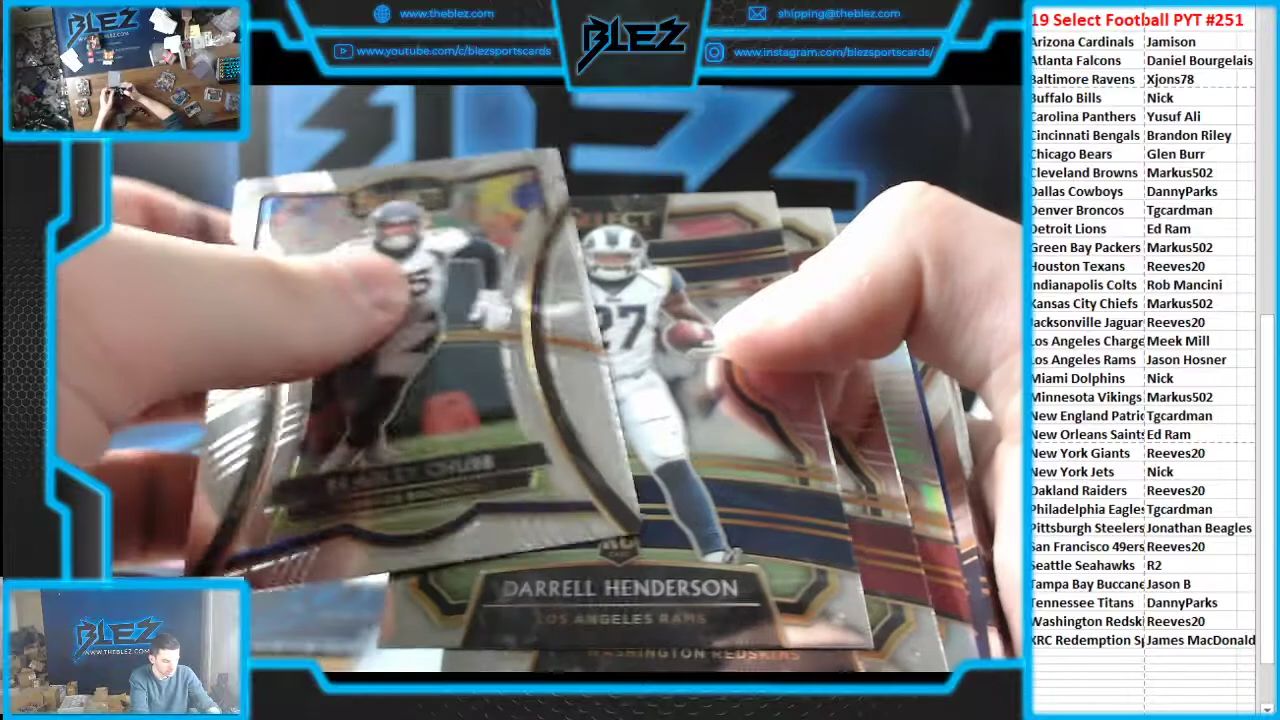 BLEZ
www.theblez.com
www.youtube.com/c/blezsportscards
BLEZ
shipping@theblez.com
www.instagram.com/blezsportscards/
19 Select Football PYT #251
Arizona Cardinals Jamison
Atlanta Falcons Daniel Bourgelais
Baltimore Ravens Xjons78
Buffalo Bills Nick
Carolina Panthers Yusuf Ali
Cincinnati Bengals Brandon Riley
Chicago Bears Glen Burr
Cleveland Browns Markus502
Dallas Cowboys DannyParks
Denver Broncos Tgcardman
Detroit Lions Ed Ram
Green Bay Packers Markus502
Houston Texans Reeves20
Indianapolis Colts Rob Mancini
Kansas City Chiefs Markus502
Jacksonville Jaguar Reeves20
Los Angeles Charge Meek Mill
Los Angeles Rams Jason Hosner
Miami Dolphins Nick
Minnesota Vikings Markus502
New England Patric Tgcardman
New Orleans Saints Ed Ram
New York Giants Reeves20
New York Jets Nick
Oakland Raiders Reeves20
Philadelphia Eagles Tgcardman
Pittsburgh Steelers Jonathan Beagles
San Francisco 49ers Reeves20
Seattle Seahawks R2
Tampa Bay Buccane Jason B
Tennessee Titans DannyParks
Washington Redski Reeves20
XRC Redemption Sp James MacDonald
27
DARRELL HENDERSON
LOS ANGELES RAMS
WASHINGTON REDSKINS
BLEZ
WWW.THEBLEZ.COM